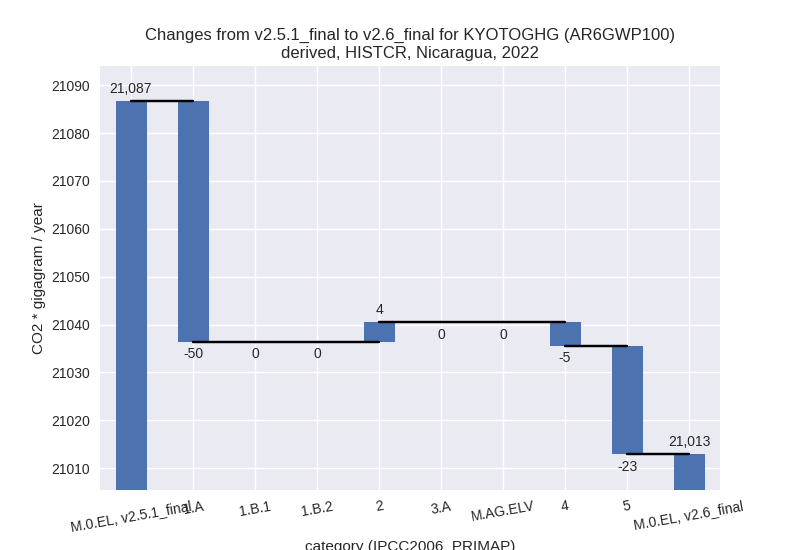 Changes from v2.5.1_final to v2.6_final for KYOTOGHG (AR6GWP100)
derived, HISTCR, Nicaragua, 2022
CO2 * gigagram / year
21090
21080
21070
21060
21050
21040
21030
21020
21010
21,087
-50
0
0
4
0
0
-5
-23
21,013
M.0.EL, v2.5.1_final
1.A
1.B.1
1.B.2
2
3.A
M.AG.ELV
4
5
M.0.EL, v2.6_final
category (IPCC2006_PRIMAP)